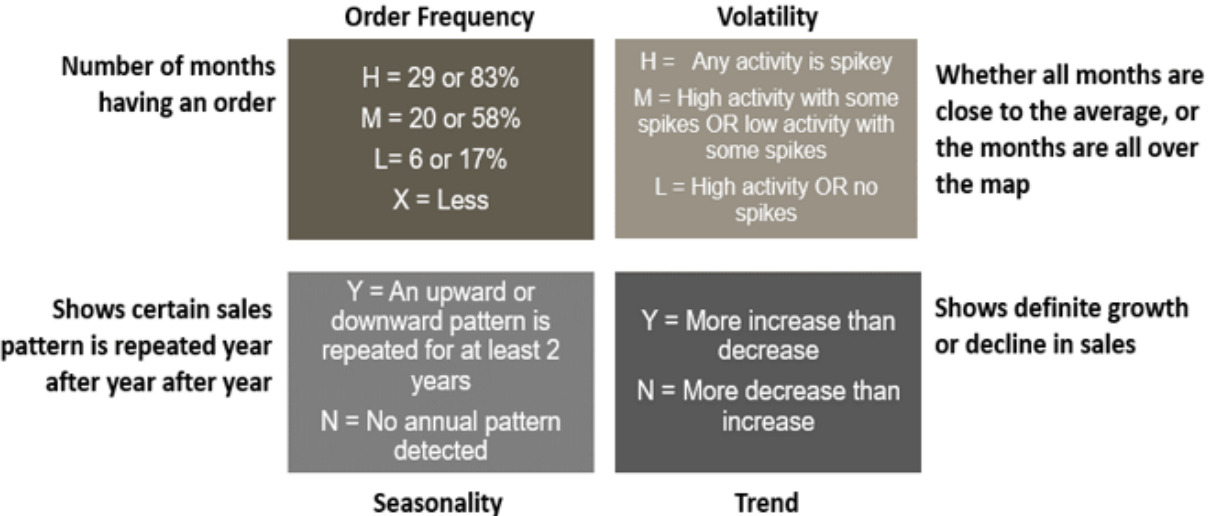 Order Frequency
Volatility
Number of months
having an order
H = 29 or 83%
M = 20 or 58%
L= 6 or 17%
X = Less
H = Any activity is spikey
M = High activity with some
spikes OR low activity with
some spikes
L = High activity OR no
spikes
Whether all months are
close to the average, or
the months are all over
the map
Shows certain sales
pattern is repeated year
after year after year
Y = An upward or
downward pattern is
repeated for at least 2
years
N = No annual pattern
detected
Y = More increase than
decrease
N = More decrease than
increase
Shows definite growth
or decline in sales
Seasonality
Trend